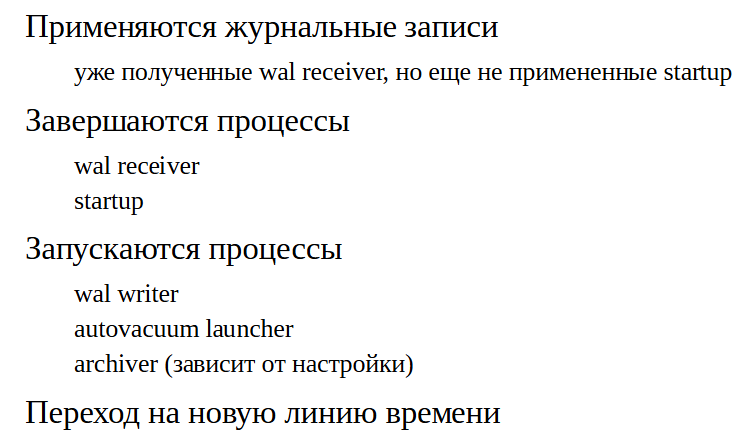 Применяются журнальные записи
уже полученные wal receiver, но еще не примененные startup
Завершаются процессы
wal receiver
startup
Запускаются процессы
wal writer
autovacuum launcher
archiver (зависит от настройки)
Переход на новую линию времени